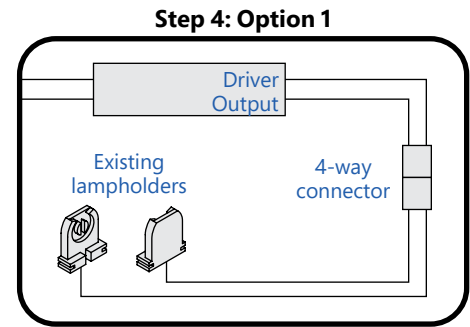 Step 4: Option 1
Driver
Output
Existing
lampholders
4-way
connector